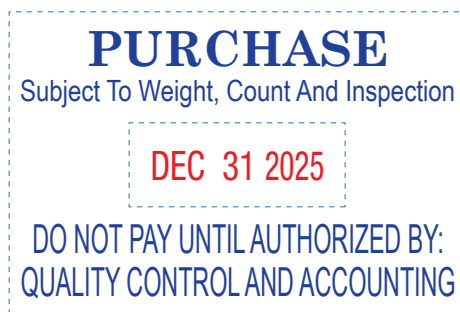 PURCHASE
Subject To Weight, Count And Inspection
DEC 31 2025
DO NOT PAY UNTIL AUTHORIZED BY:
QUALITY CONTROL AND ACCOUNTING